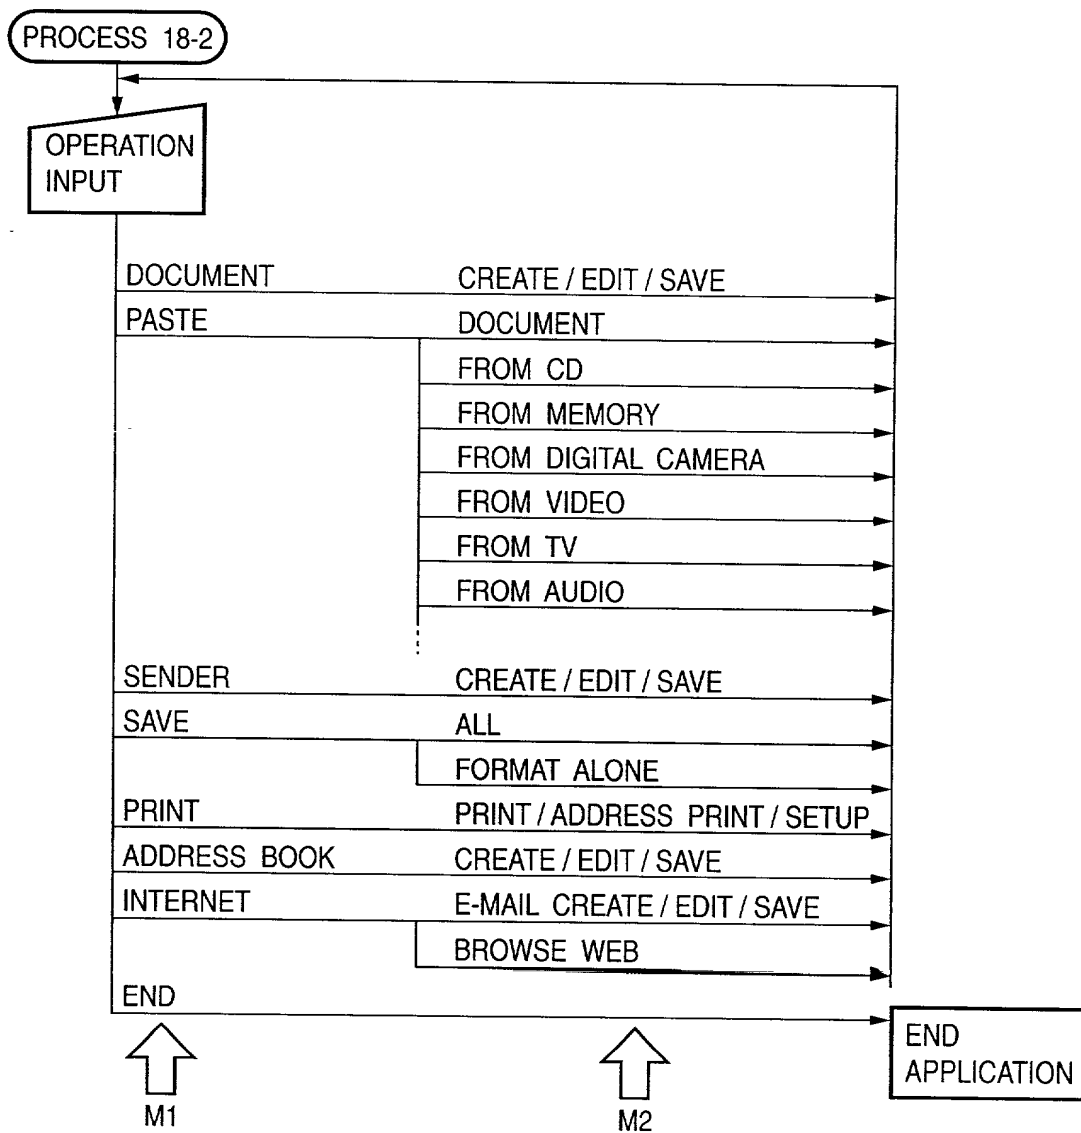 PROCESS 18-2
OPERATION
INPUT
DOCUMENT CREATE / EDIT / SAVE
PASTE DOCUMENT
FROM CD
FROM MEMORY
FROM DIGITAL CAMERA
FROM VIDEO
FROM TV
FROM AUDIO
SENDER CREATE / EDIT / SAVE
SAVE ALL
FORMAT ALONE
PRINT PRINT / ADDRESS PRINT / SETUP
ADDRESS BOOK CREATE / EDIT / SAVE
INTERNET E-MAIL CREATE / EDIT / SAVE
BROWSE WEB
END
END
APPLICATION
M1 M2